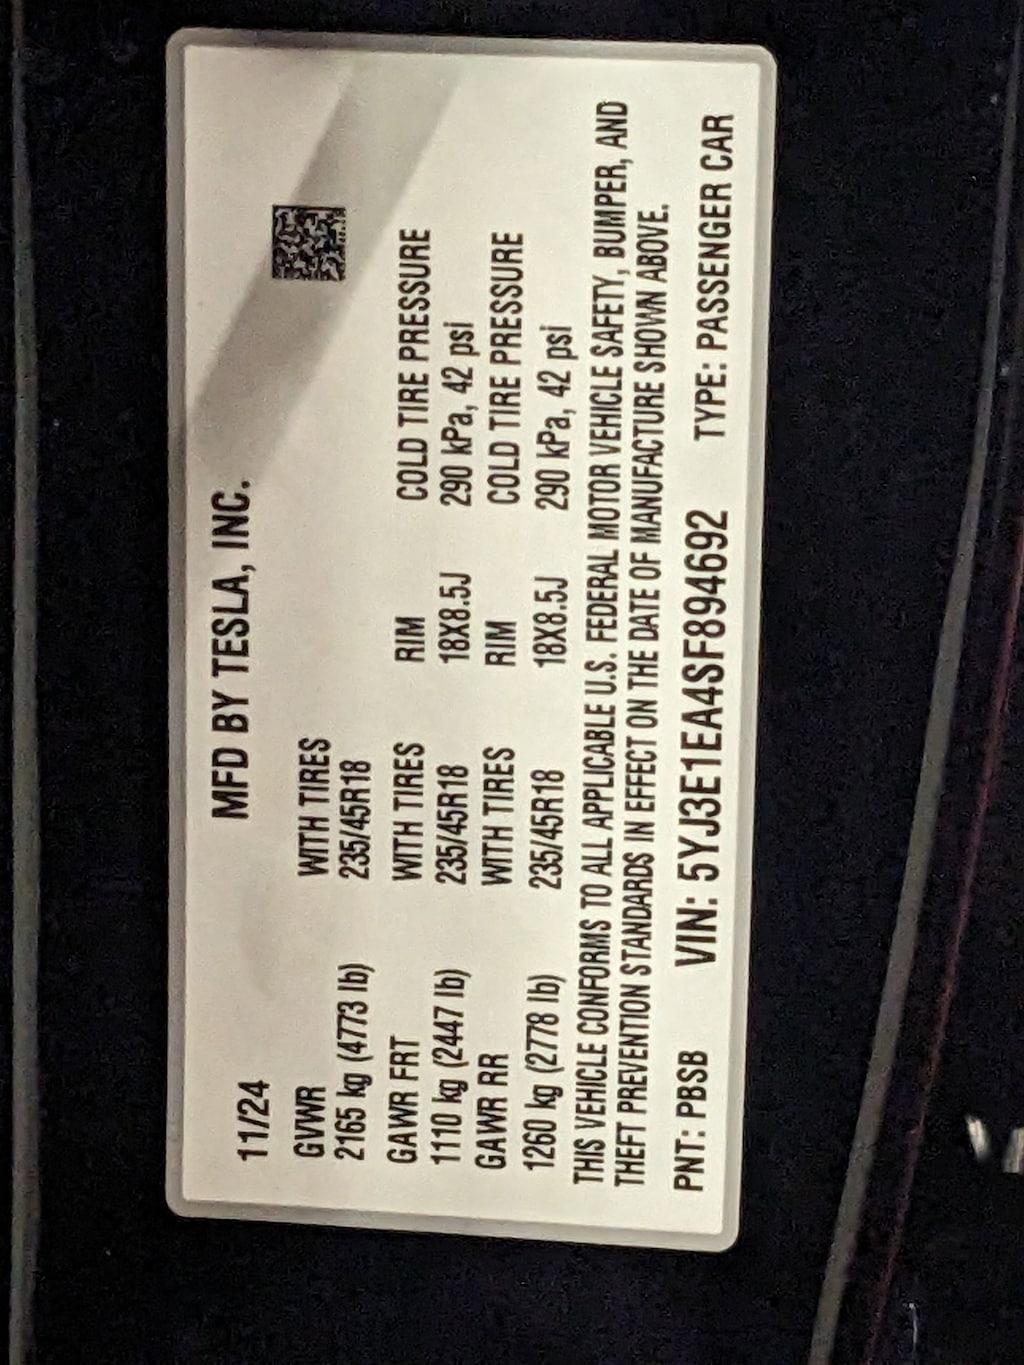 MFD BY TESLA, INC.
11/24
GVWR WITH TIRES
2165 kg (4773 lb) 235/45R18
GAWR FRT WITH TIRES RIM COLD TIRE PRESSURE
1110 kg (2447 lb) 235/45R18 18X8.5J 290 kPa, 42 psi
GAWR RR WITH TIRES RIM COLD TIRE PRESSURE
1260 kg (2778 lb) 235/45R18 18X8.5J 290 kPa, 42 psi
THIS VEHICLE CONFORMS TO ALL APPLICABLE U.S. FEDERAL MOTOR VEHICLE SAFETY, BUMPER, AND
THEFT PREVENTION STANDARDS IN EFFECT ON THE DATE OF MANUFACTURE SHOWN ABOVE.
PNT: PBSB VIN: 5YJ3E1EA4SF894692 TYPE: PASSENGER CAR